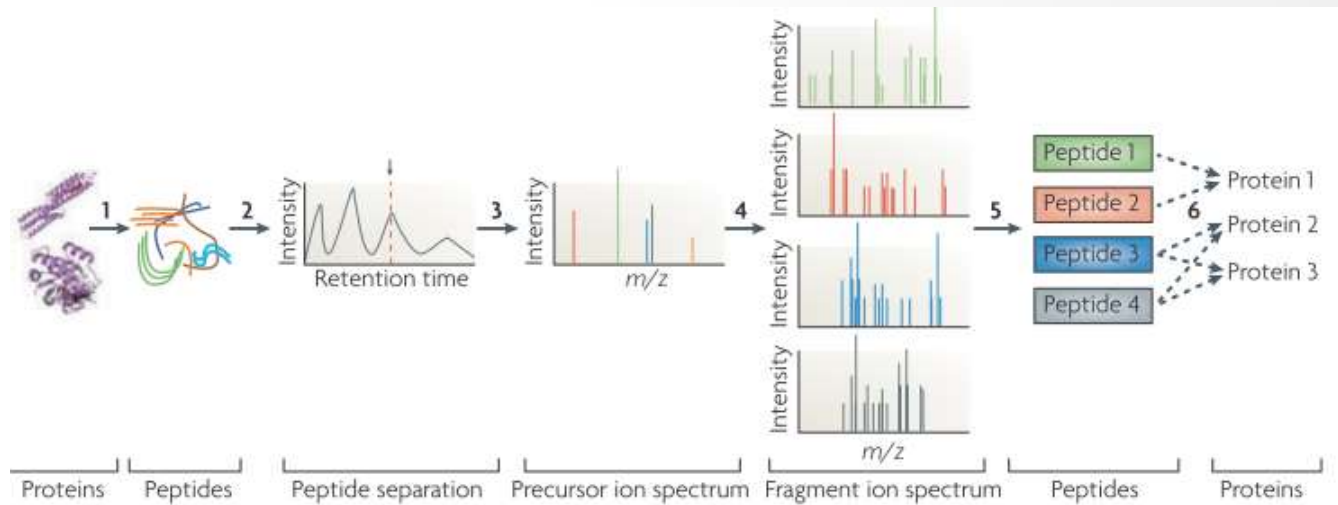 Intensity
Intensity
Intensity
Intensity
Intensity
Intensity
1
2
3
4
5
6
Retention time
m/z
m/z
Peptide 1
Peptide 2
Peptide 3
Peptide 4
Protein 1
Protein 2
Protein 3
Proteins
Peptides
Peptide separation
Precursor ion spectrum
Fragment ion spectrum
Peptides
Proteins